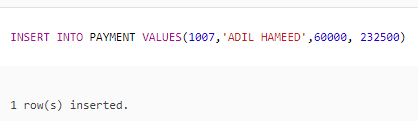 INSERT INTO PAYMENT VALUES(1007,'ADIL HAMEED',60000, 232500)
1 row(s) inserted.